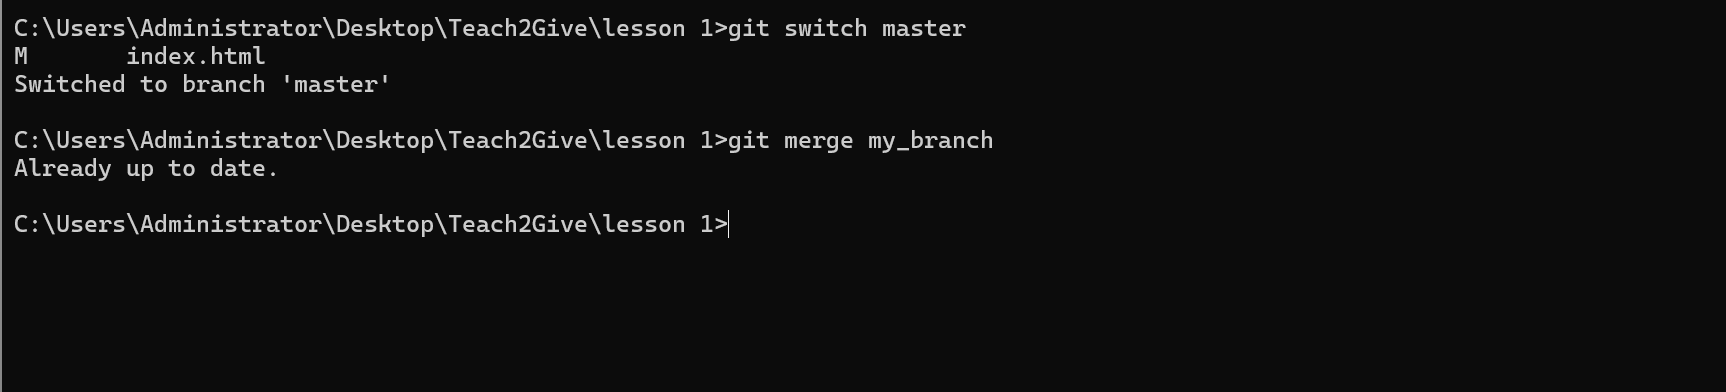 C:\Users\Administrator\Desktop\Teach2Give\lesson 1>git switch master
M       index.html
Switched to branch 'master'
C:\Users\Administrator\Desktop\Teach2Give\lesson 1>git merge my_branch
Already up to date.
C:\Users\Administrator\Desktop\Teach2Give\lesson 1>